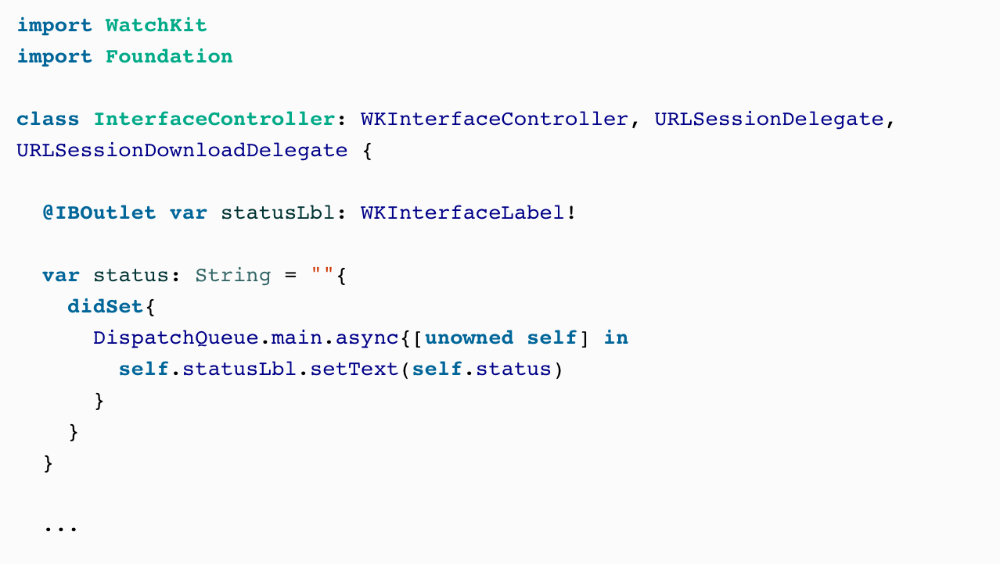 import WatchKit
import Foundation

class InterfaceController: WKInterfaceController, URLSessionDelegate,
URLSessionDownloadDelegate {

  @IBOutlet var statusLbl: WKInterfaceLabel!

  var status: String = ""{
    didSet{
      DispatchQueue.main.async{[unowned self] in
        self.statusLbl.setText(self.status)
      }
    }
  }

  ...